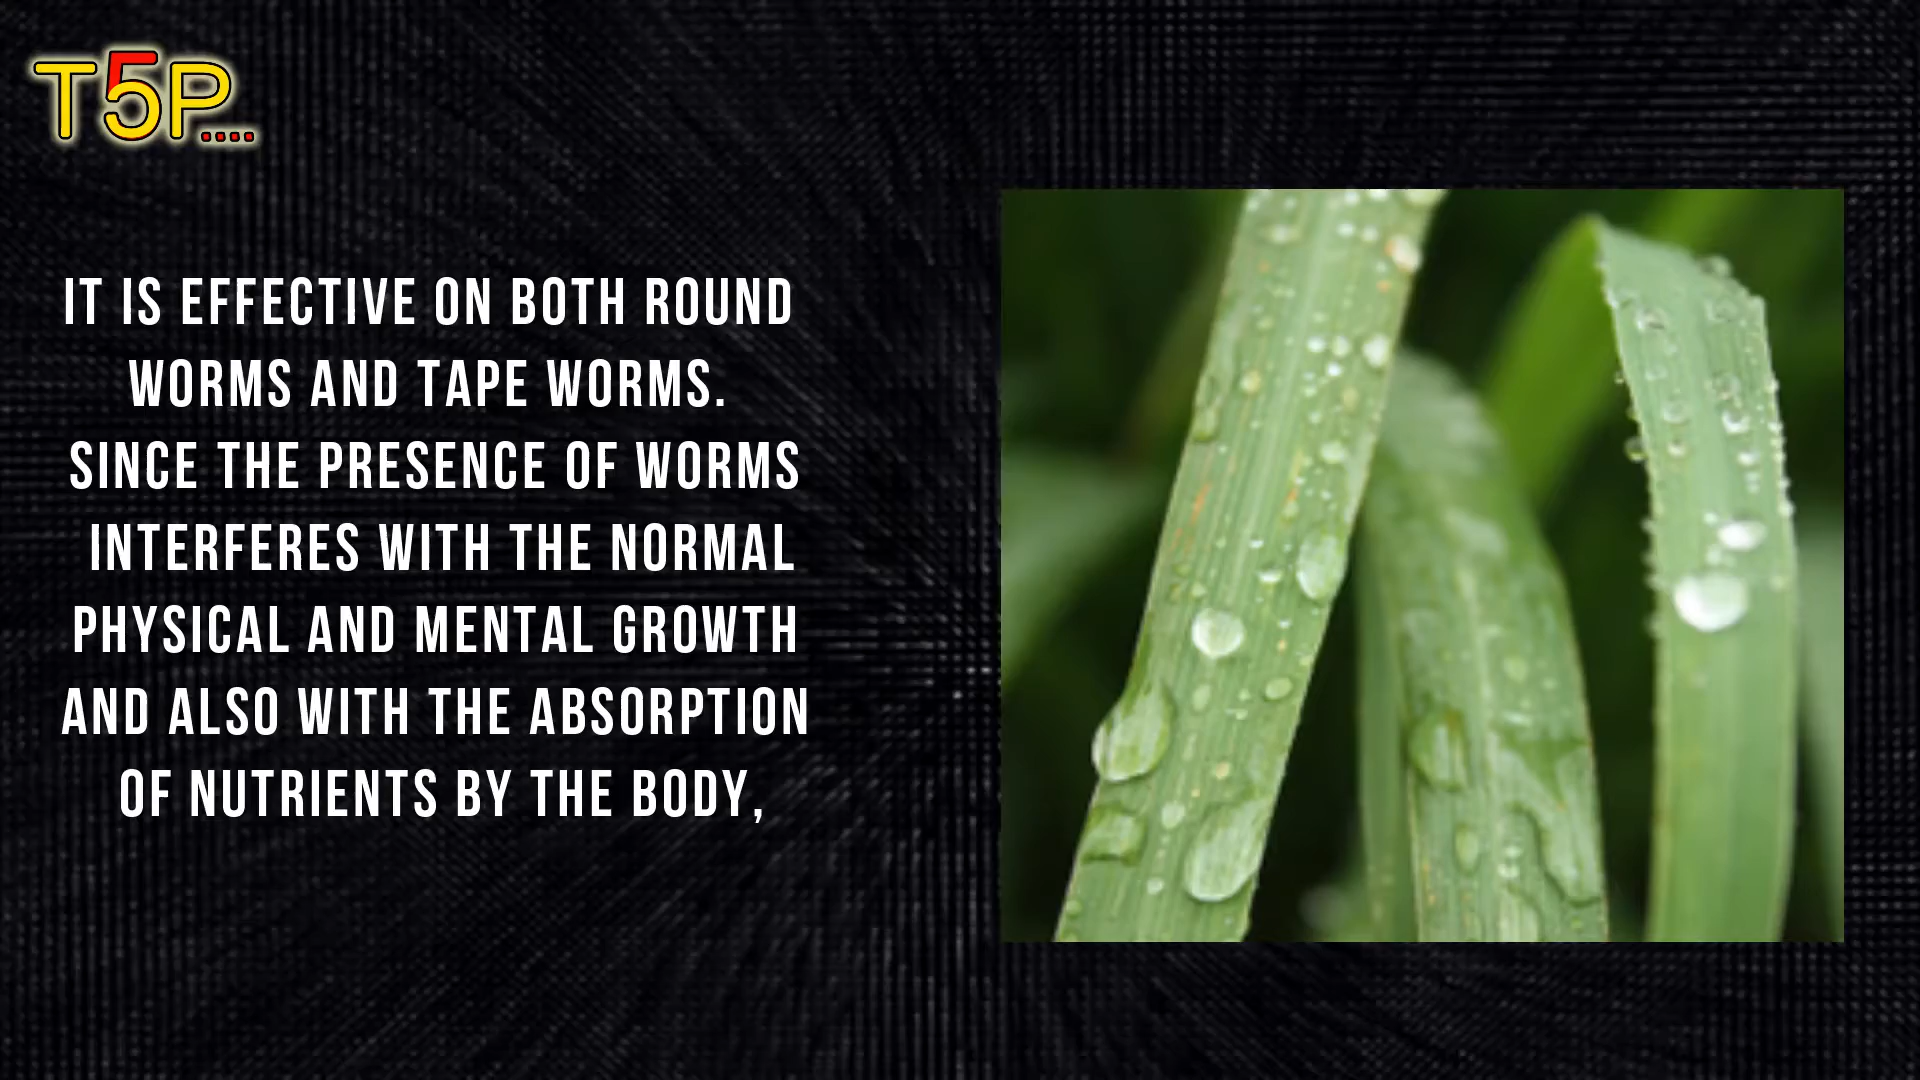 T5P....
IT IS EFFECTIVE ON BOTH ROUND
WORMS AND TAPE WORMS.
SINCE THE PRESENCE OF WORMS
INTERFERES WITH THE NORMAL
PHYSICAL AND MENTAL GROWTH
AND ALSO WITH THE ABSORPTION
OF NUTRIENTS BY THE BODY,